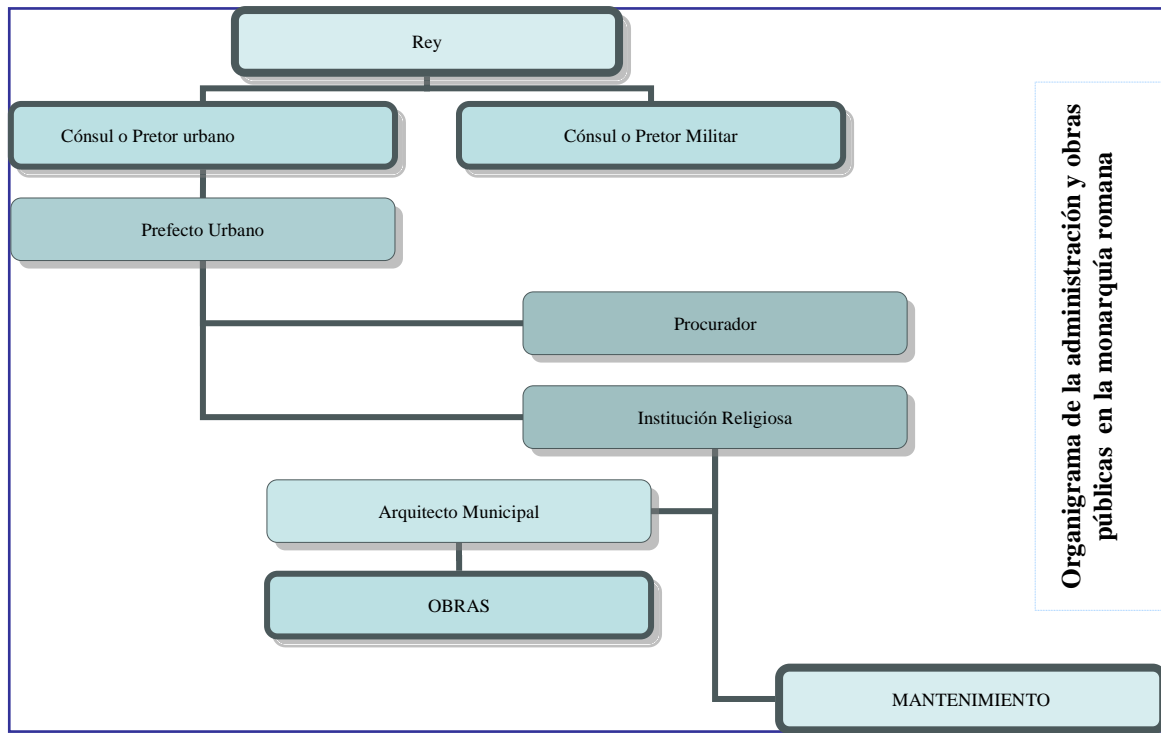 Rey
Cónsul o Pretor urbano
Cónsul o Pretor Militar
Prefecto Urbano
Procurador
Institución Religiosa
Arquitecto Municipal
OBRAS
MANTENIMIENTO
Organigrama de la administración y obras
públicas en la monarquía romana